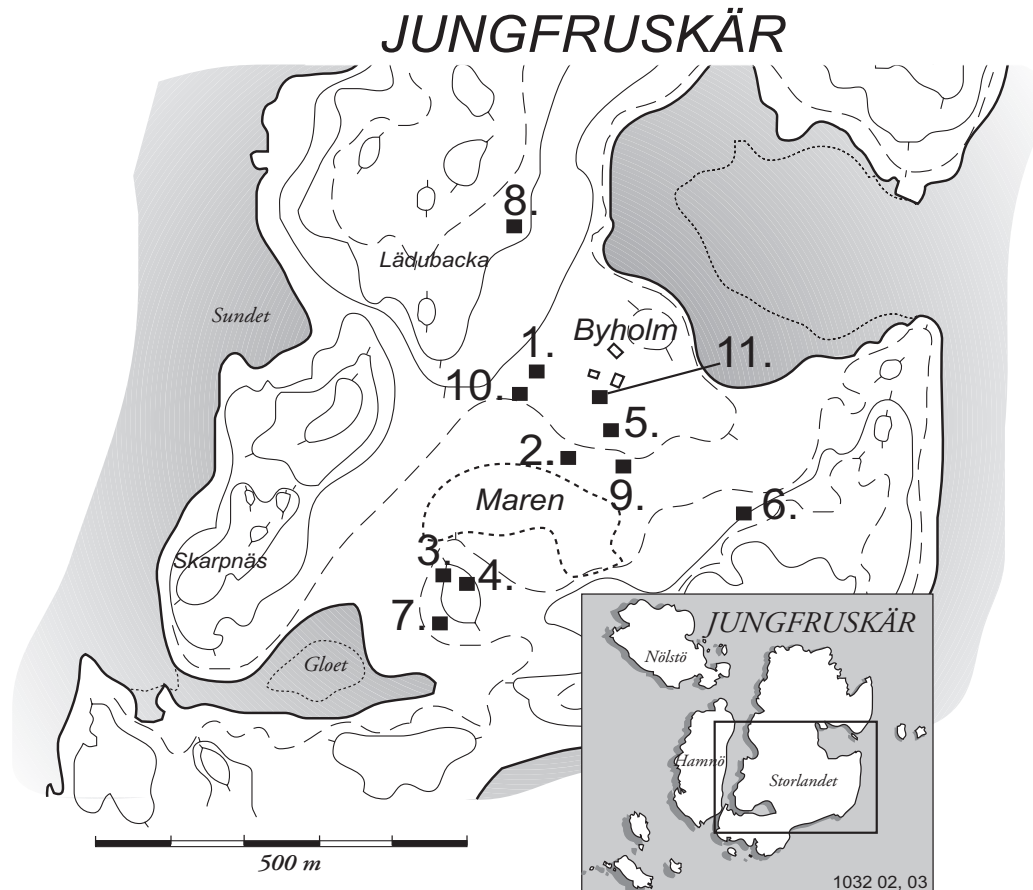 JUNGFRUSKÄR
8.
Lädubacka
Sundet
Byholm
1.
11.
10.
5.
2.
9.
Maren
6.
Skarpnäs
3.
4.
7.
Gloet
500 m
JUNGFRUSKÄR
Nölstö
Hamnö
Storlandet
1032 02, 03